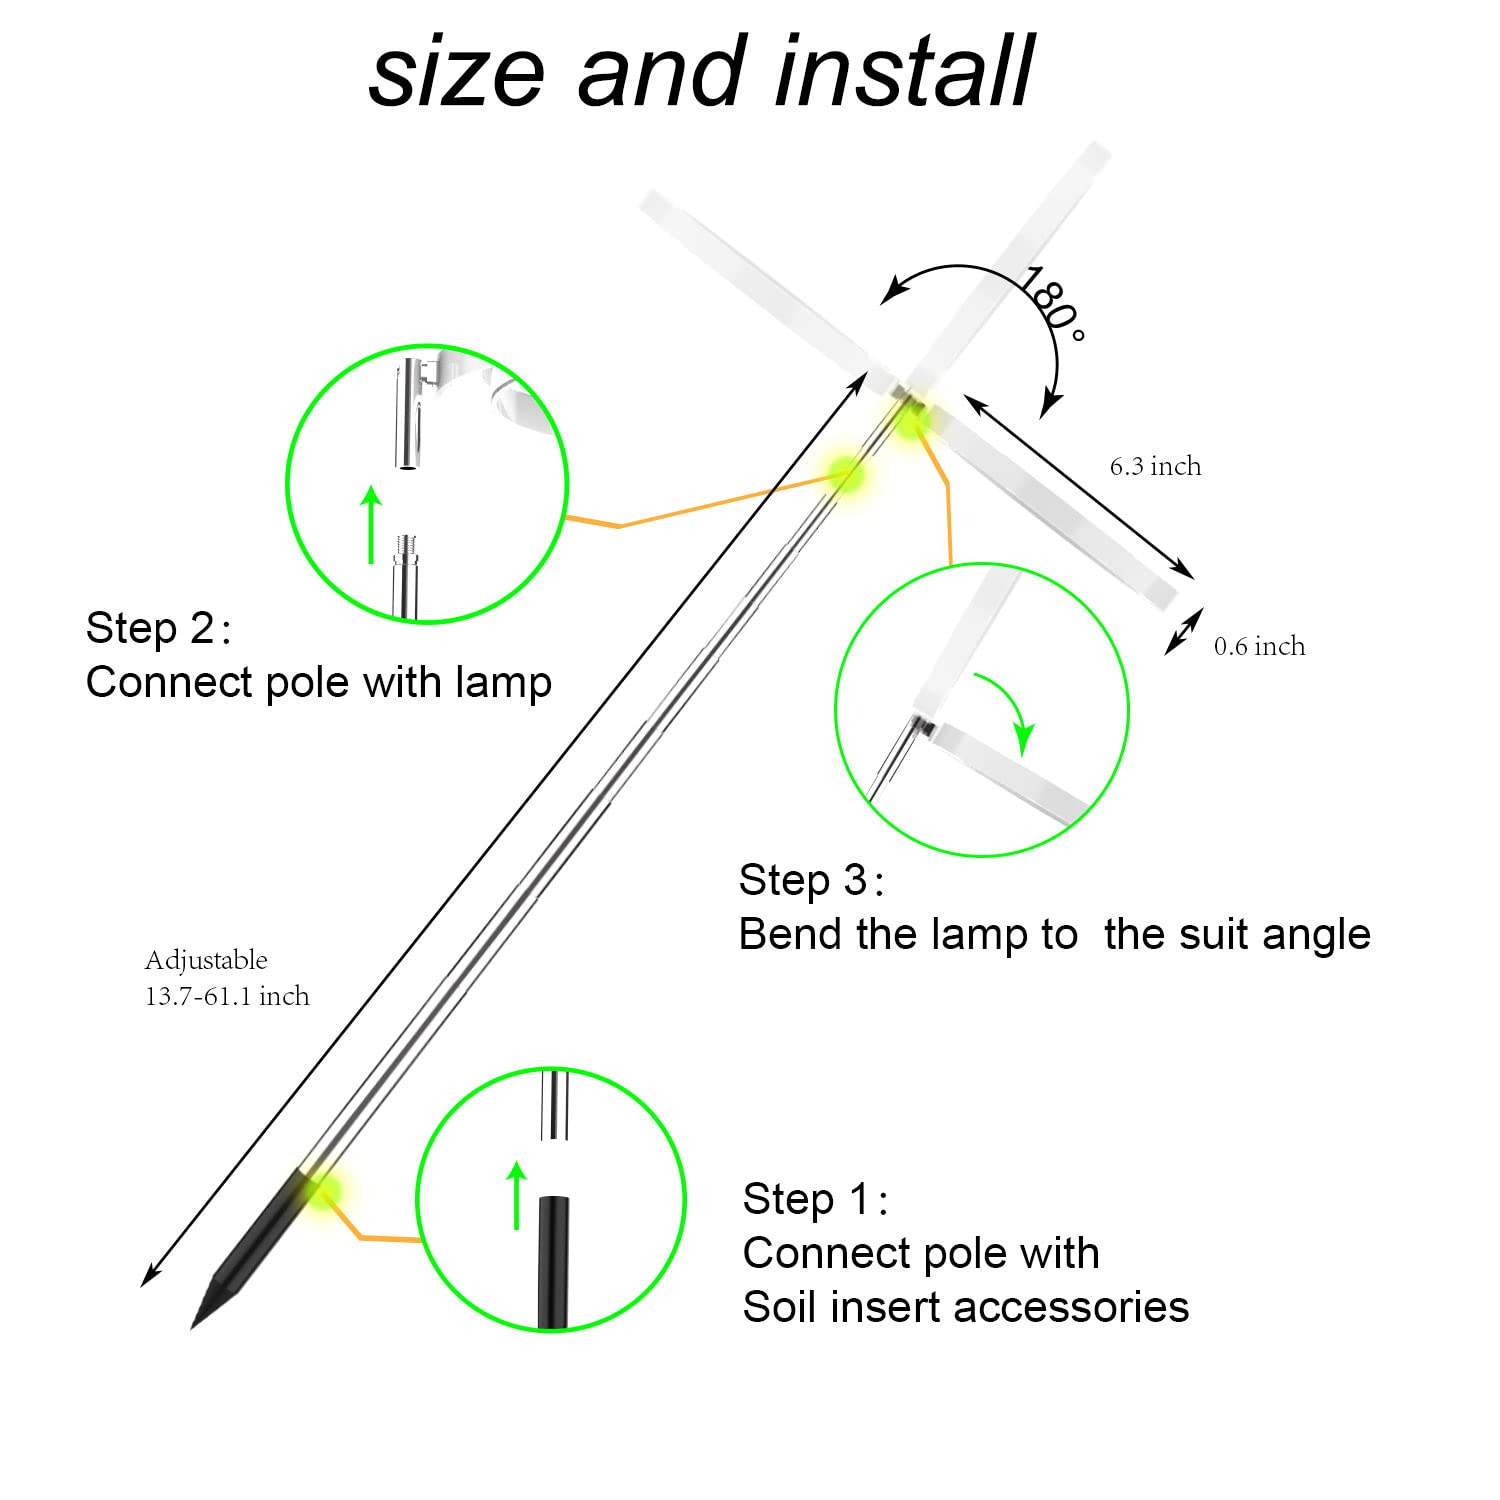 size and install
180°
6.3 inch
0.6 inch
Step 2:
Connect pole with lamp
Step 3:
Bend the lamp to  the suit angle
Adjustable
13.7-61.1 inch
Step 1:
Connect pole with
Soil insert accessories